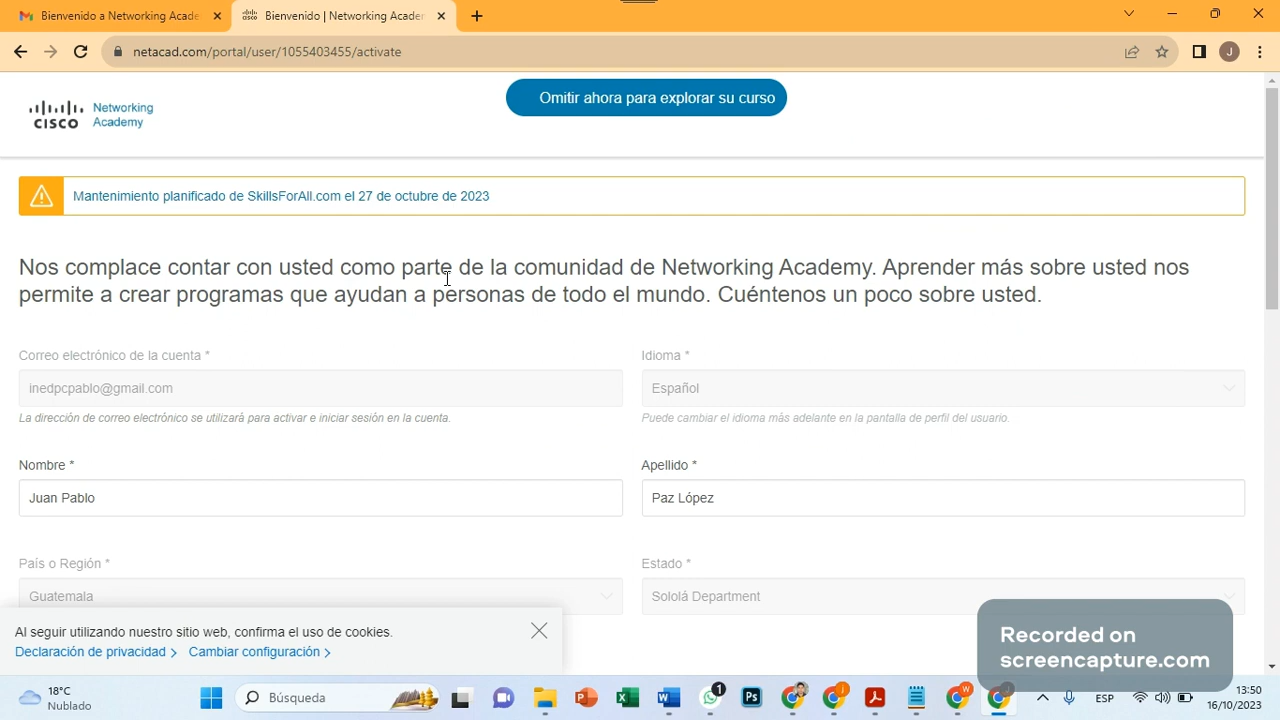 Bienvenido a Networking Acade
Bienvenido | Networking Academ
netacad.com/portal/user/1055403455/activate
J
cisco
Networking
Academy
Omitir ahora para explorar su curso
Mantenimiento planificado de SkillsForAll.com el 27 de octubre de 2023
Nos complace contar con usted como parte de la comunidad de Networking Academy. Aprender más sobre usted nos
permite a crear programas que ayudan a personas de todo el mundo. Cuéntenos un poco sobre usted.
Correo electrónico de la cuenta *
Idioma *
inedpcpablo@gmail.com
Español
La dirección de correo electrónico se utilizará para activar e iniciar sesión en la cuenta.
Puede cambiar el idioma más adelante en la pantalla de perfil del usuario.
Nombre *
Apellido *
Juan Pablo
Paz López
País o Región *
Estado *
Guatemala
Sololá Department
Al seguir utilizando nuestro sitio web, confirma el uso de cookies.
Declaración de privacidad >
Cambiar configuración >
Recorded on
screencapture.com
18°C
Nublado
Búsqueda
1
ESP
13:50
16/10/2023